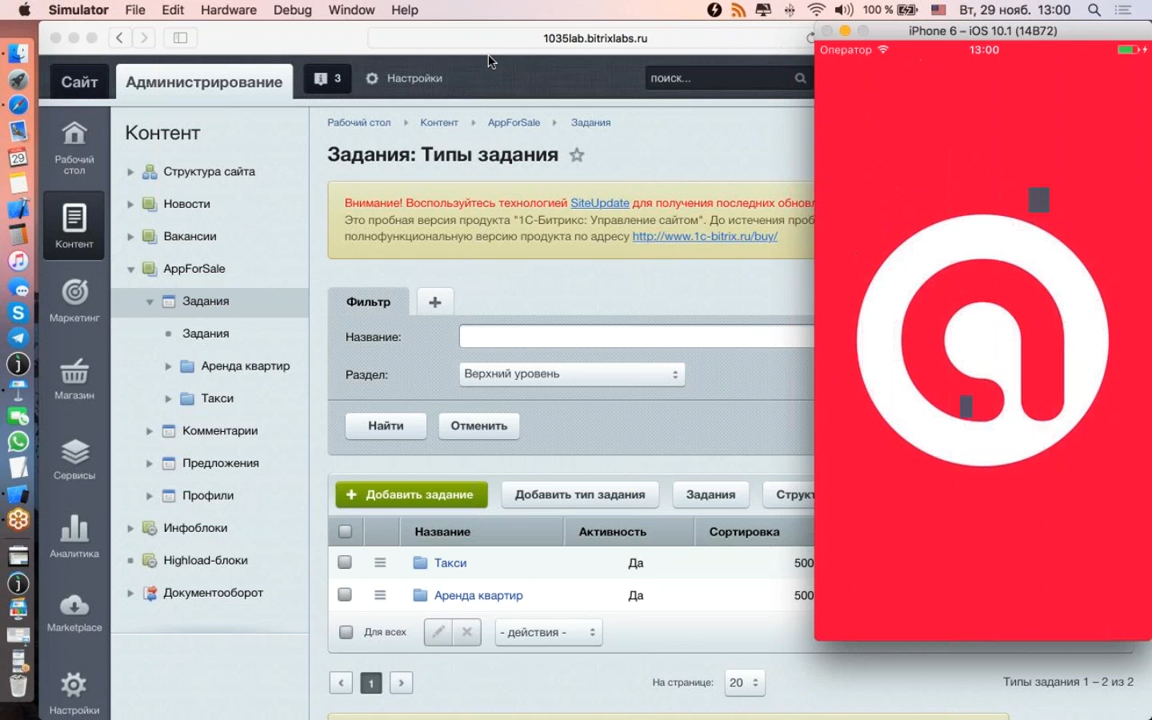 Simulator File Edit Hardware Debug Window Help 100 % Вт, 29 нояб. 13:00
1035lab.bitrixlabs.ru
iPhone 6 – iOS 10.1 (14B72)
Оператор 13:00
Сайт Администрирование 3 Настройки поиск...
Рабочий стол
Контент
Маркетинг
Магазин
Сервисы
Аналитика
Marketplace
Настройки
Контент
Структура сайта
Новости
Вакансии
AppForSale
Задания
Задания
Аренда квартир
Такси
Комментарии
Предложения
Профили
Инфоблоки
Highload-блоки
Документооборот
Рабочий стол Контент AppForSale Задания
Задания: Типы задания
Внимание! Воспользуйтесь технологией SiteUpdate для получения последних обнов
Это пробная версия продукта "1С-Битрикс: Управление сайтом". До истечения проб
полнофункциональную версию продукта по адресу http://www.1c-bitrix.ru/buy/
Фильтр +
Название:
Раздел: Верхний уровень
Найти Отменить
+ Добавить задание Добавить тип задания Задания Структ
Название Активность Сортировка
Такси Да 500
Аренда квартир Да 500
Для всех - действия -
1 На странице: 20 Типы задания 1 – 2 из 2